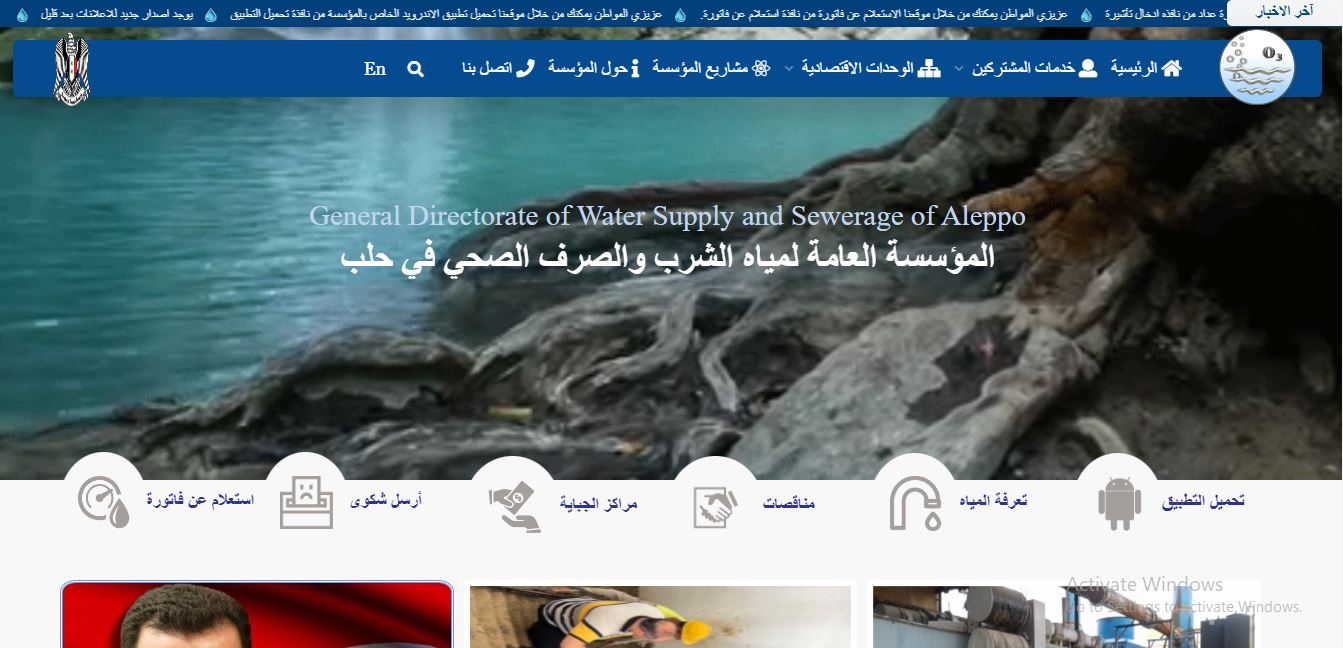 آخر الاخبار
عداد من نافذه ادخال تأشيرة
عزيزي المواطن يمكنك من خلال موقعنا الاستعلام عن فاتورة من نافذة استعلام عن فاتورة.
عزيزي المواطن يمكنك من خلال موقعنا تحميل تطبيق الاندرويد الخاص بالمؤسسة من نافذة تحميل التطبيق
يوجد اصدار جديد للاعلانات بعد قليل
O3
الرئيسية
خدمات المشتركين
الوحدات الاقتصادية
مشاريع المؤسسة
حول المؤسسة
اتصل بنا
En
General Directorate of Water Supply and Sewerage of Aleppo
المؤسسة العامة لمياه الشرب والصرف الصحي في حلب
تحميل التطبيق
تعرفة المياه
مناقصات
مراكز الجباية
أرسل شكوى
استعلام عن فاتورة
Activate Windows
Go to Settings to activate Windows.